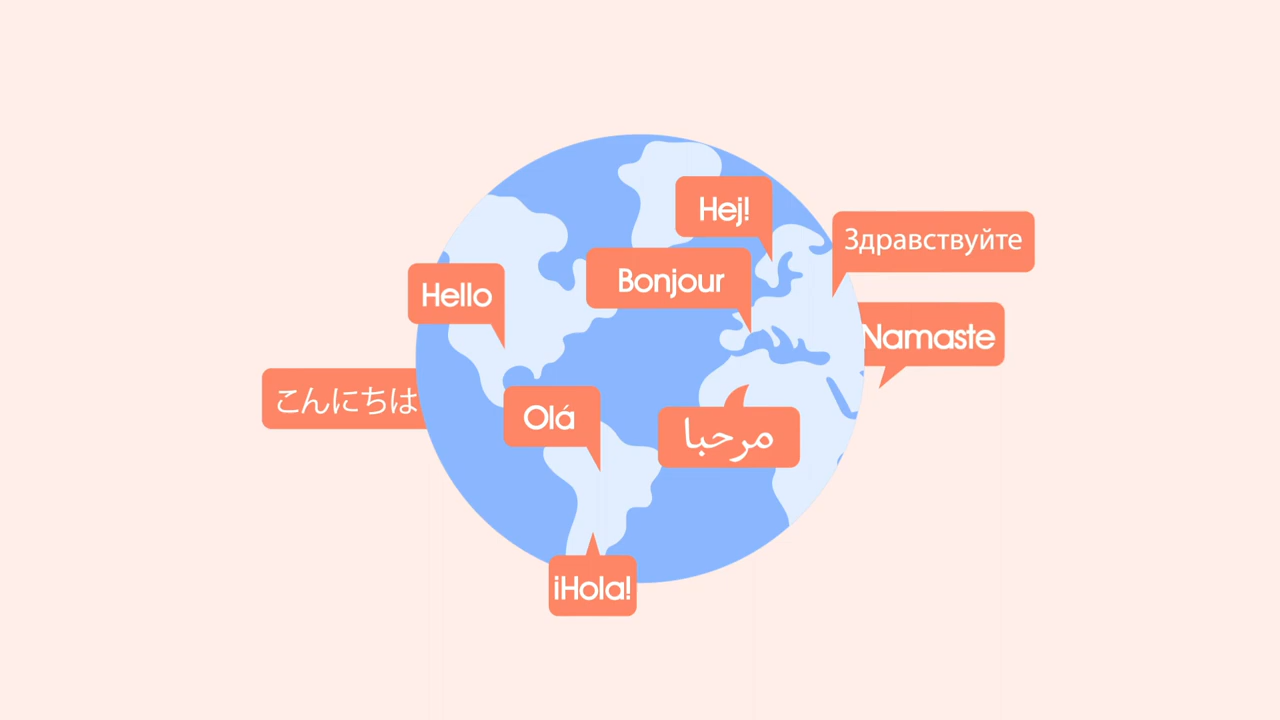 Hej!
Здравствуйте
Bonjour
Hello
Namaste
こんにちは
Olá
مرحبا
¡Hola!